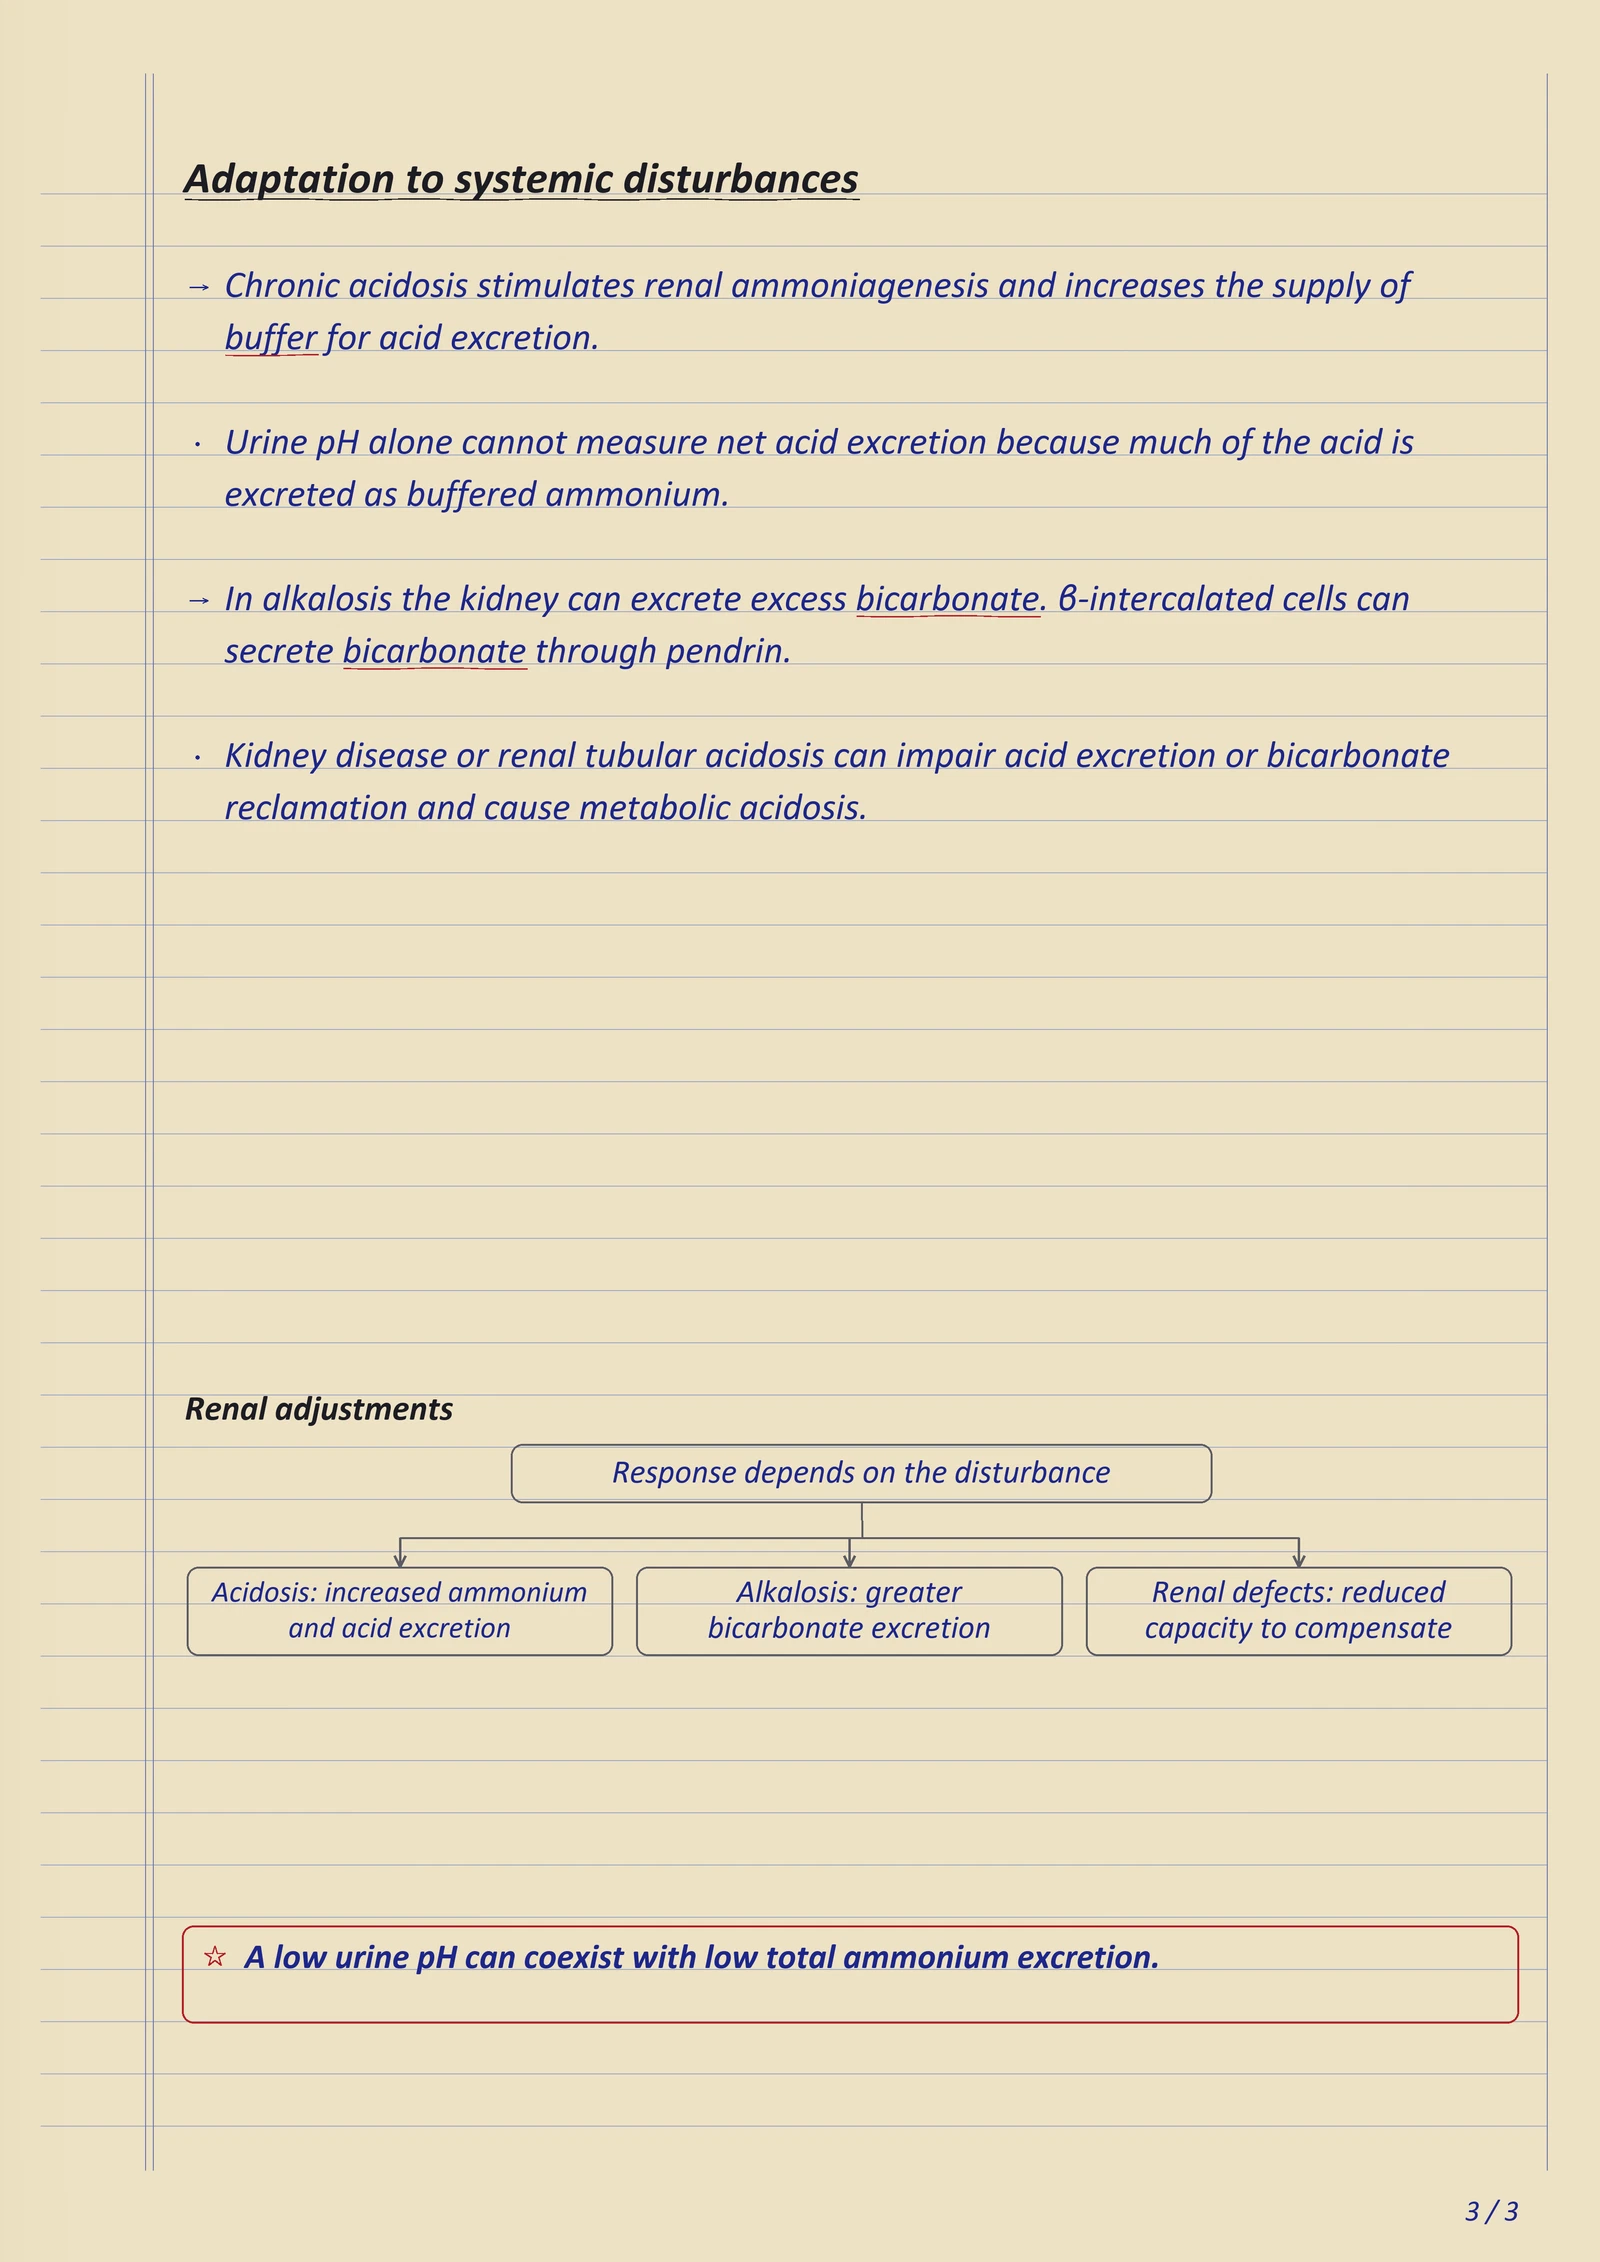 Adaptation to systemic disturbances
→ Chronic acidosis stimulates renal ammoniagenesis and increases the supply of
buffer for acid excretion.
· Urine pH alone cannot measure net acid excretion because much of the acid is
excreted as buffered ammonium.
→ In alkalosis the kidney can excrete excess bicarbonate. β-intercalated cells can
secrete bicarbonate through pendrin.
· Kidney disease or renal tubular acidosis can impair acid excretion or bicarbonate
reclamation and cause metabolic acidosis.
Renal adjustments
Response depends on the disturbance
Acidosis: increased ammonium
and acid excretion
Alkalosis: greater
bicarbonate excretion
Renal defects: reduced
capacity to compensate
☆ A low urine pH can coexist with low total ammonium excretion.
3 / 3